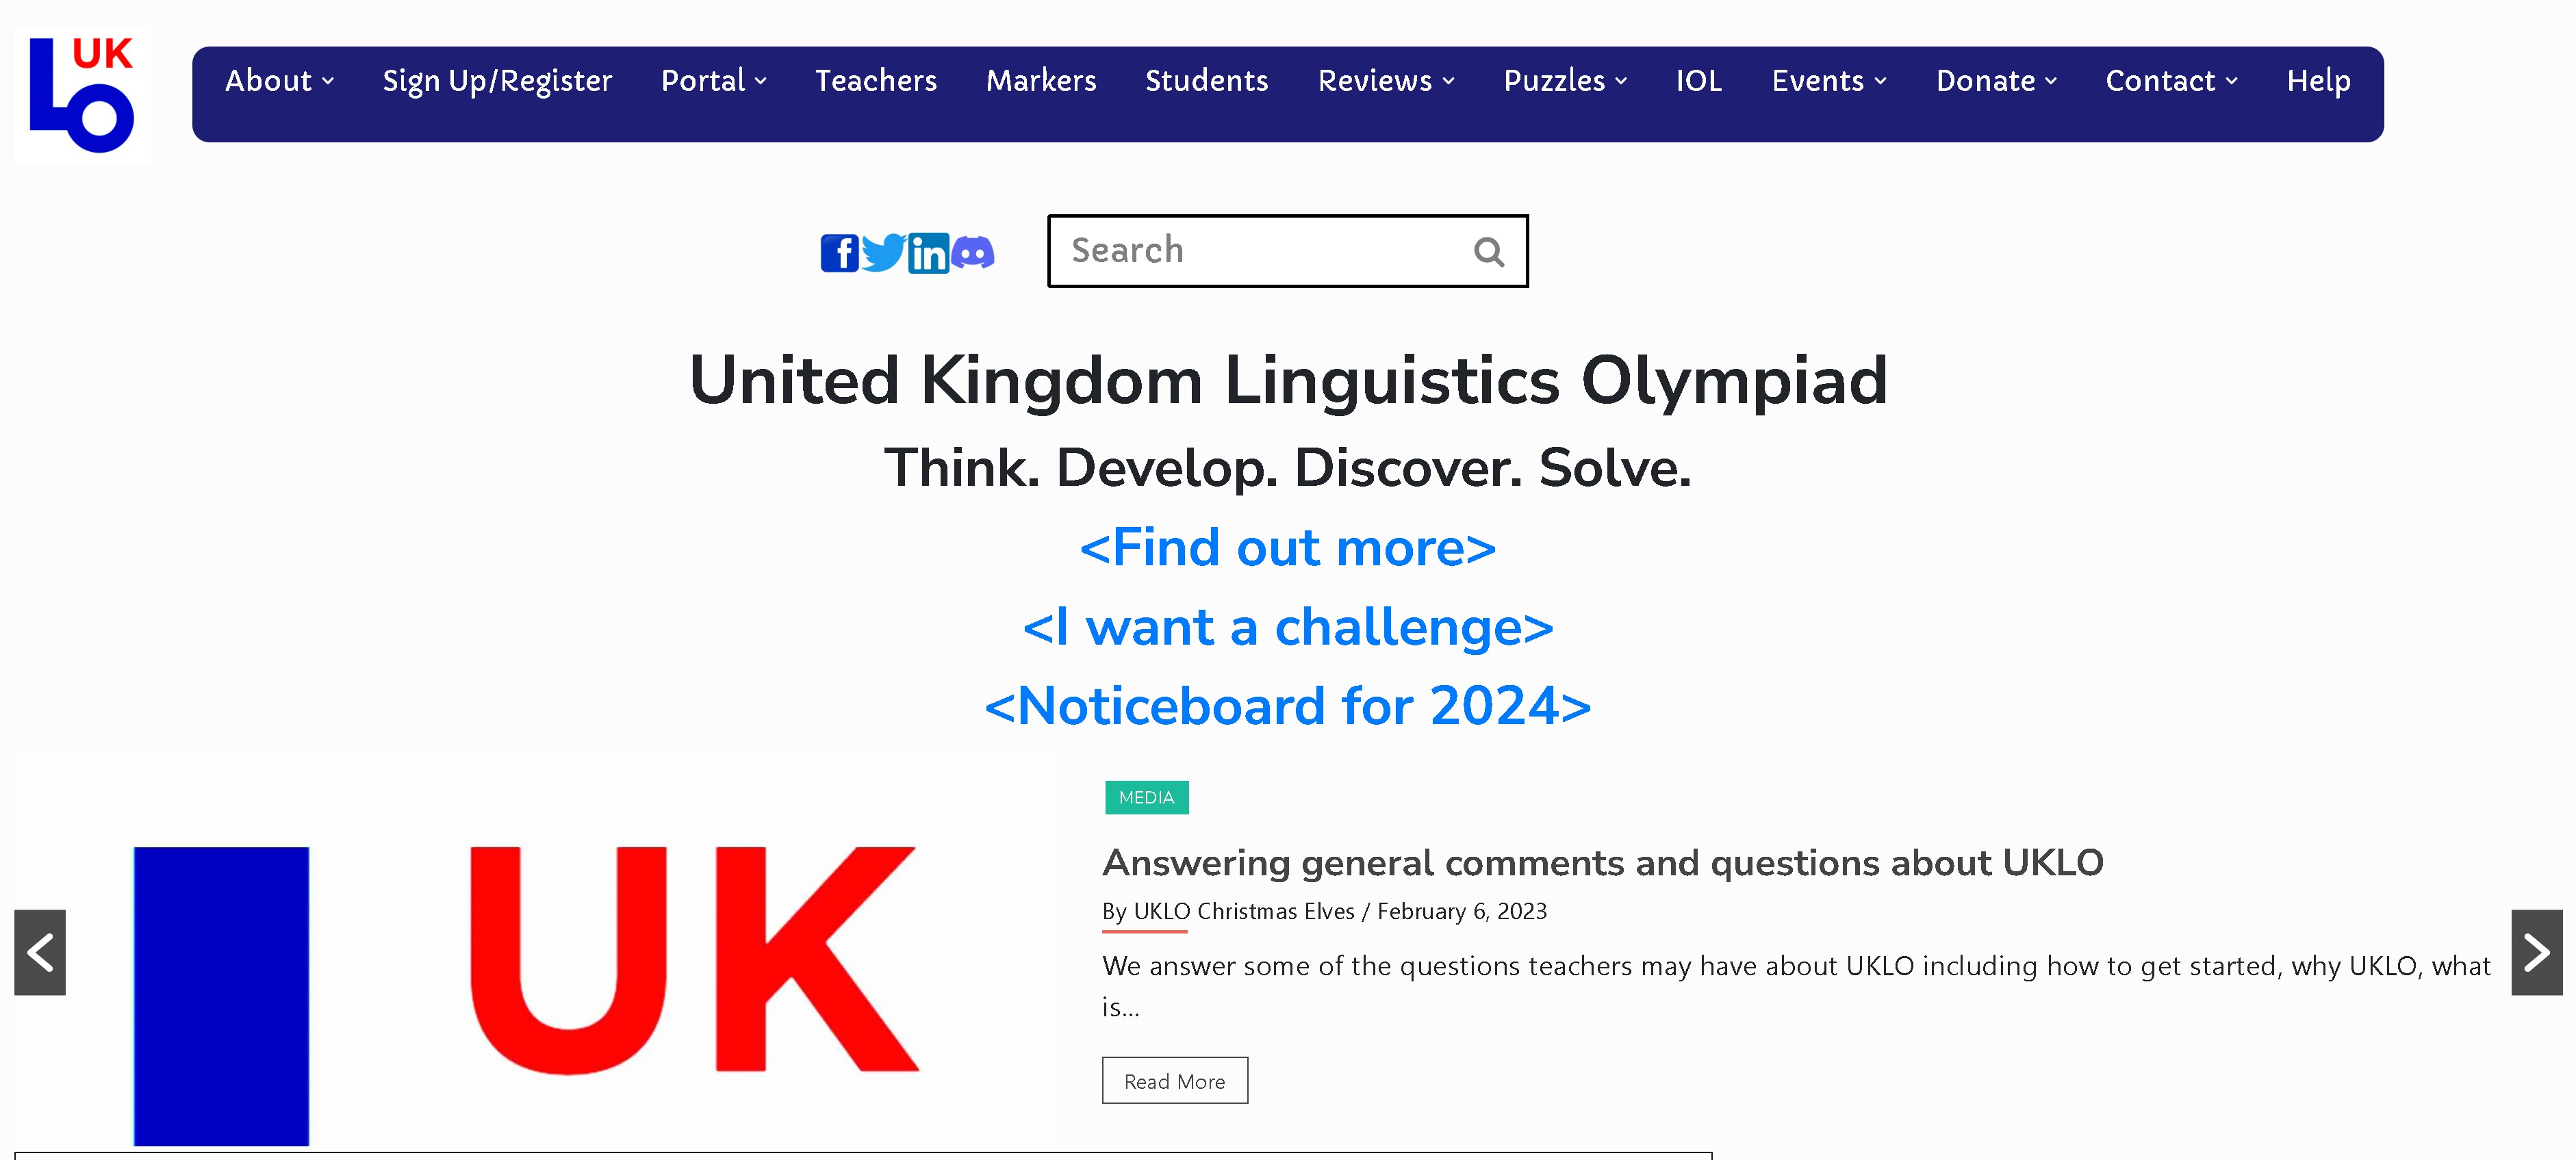 UK
LO
About
Sign Up/Register
Portal
Teachers
Markers
Students
Reviews
Puzzles
IOL
Events
Donate
Contact
Help
Search
United Kingdom Linguistics Olympiad
Think. Develop. Discover. Solve.
<Find out more>
<I want a challenge>
<Noticeboard for 2024>
UK
MEDIA
Answering general comments and questions about UKLO
By UKLO Christmas Elves / February 6, 2023
We answer some of the questions teachers may have about UKLO including how to get started, why UKLO, what
is...
Read More